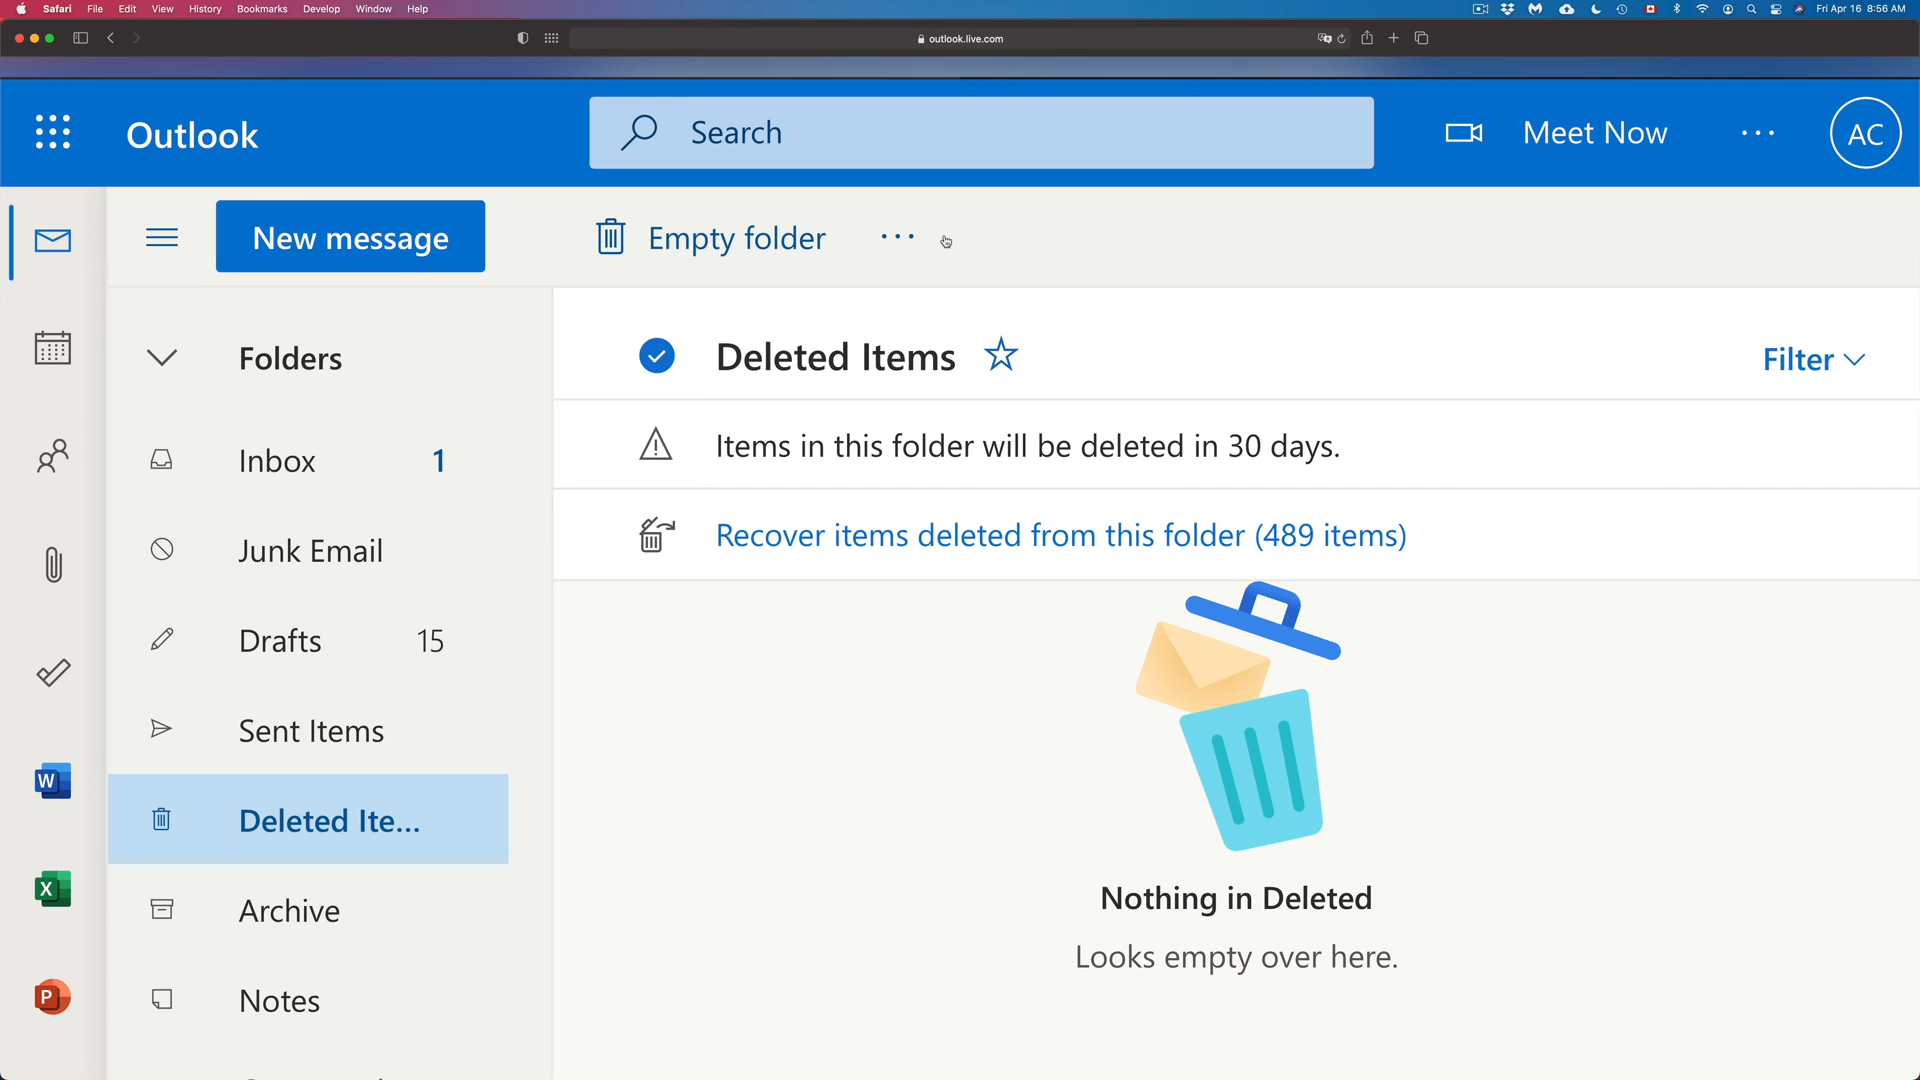 Safari File Edit View History Bookmarks Develop Window Help
Fri Apr 16 8:56 AM
outlook.live.com
Outlook
Search
Meet Now
AC
New message
Empty folder
Folders
Deleted Items
Filter
Inbox 1
Items in this folder will be deleted in 30 days.
Junk Email
Recover items deleted from this folder (489 items)
Drafts 15
Sent Items
Deleted Ite...
Archive
Notes
Nothing in Deleted
Looks empty over here.
W
X
P